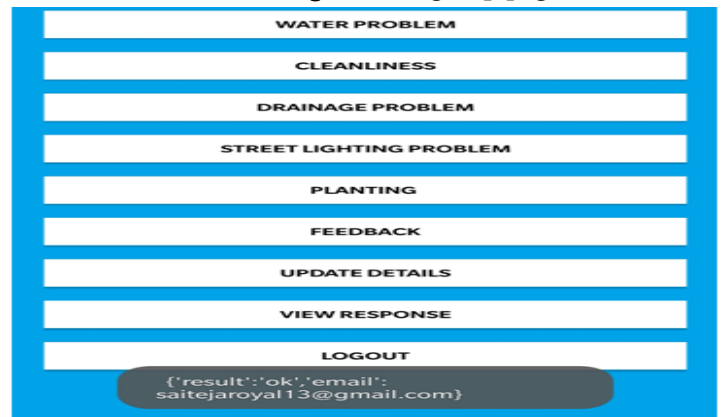 WATER PROBLEM
CLEANLINESS
DRAINAGE PROBLEM
STREET LIGHTING PROBLEM
PLANTING
FEEDBACK
UPDATE DETAILS
VIEW RESPONSE
LOGOUT
{'result':'ok','email':
saitejaroyal13@gmail.com}